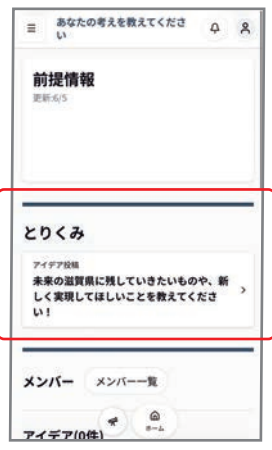 あなたの考えを教えてくださ
い
前提情報
更新:6/5
とりくみ
アイデア投稿
未来の滋賀県に残していきたいものや、新
しく実現してほしいことを教えてくださ
い！
メンバー メンバー一覧
アイデア(0件)
ホーム